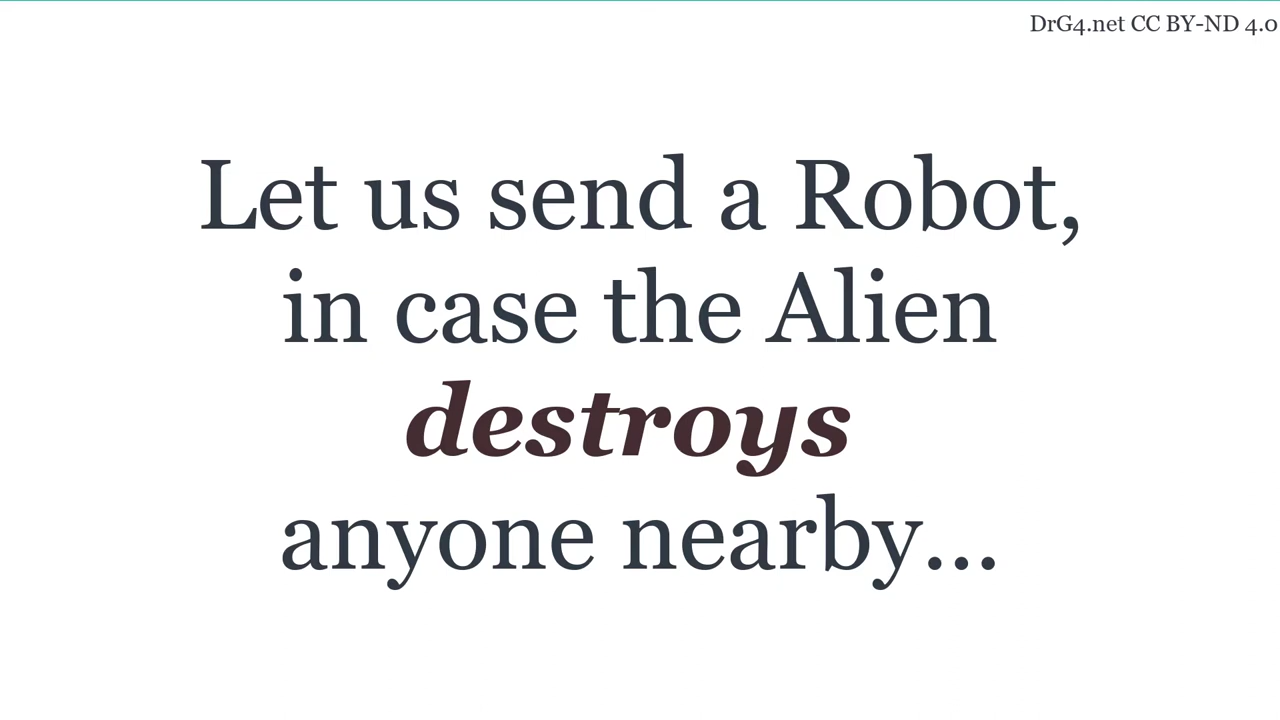 DrG4.net CC BY-ND 4.0
Let us send a Robot,
in case the Alien
destroys
anyone nearby...